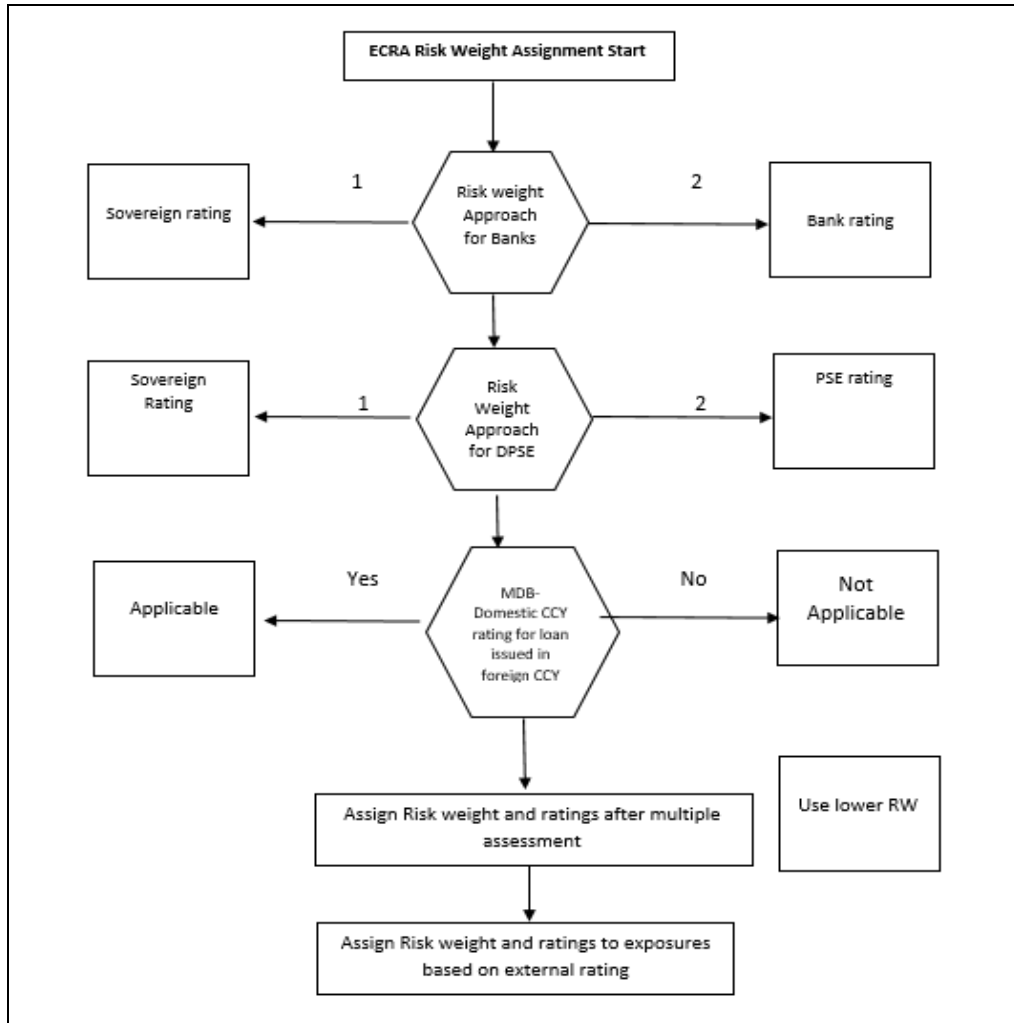 ECRA Risk Weight Assignment Start
1
2
Sovereign rating
Risk weight
Approach
for Banks
Bank rating
Sovereign
Rating
1
Risk
Weight
Approach
for DPSE
2
PSE rating
Applicable
Yes
MDB-
Domestic CCY
rating for loan
issued in
foreign CCY
No
Not
Applicable
Assign Risk weight and ratings after multiple
assessment
Use lower RW
Assign Risk weight and ratings to exposures
based on external rating